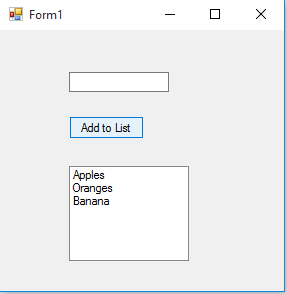 Form1
Add to List
Apples
Oranges
Banana